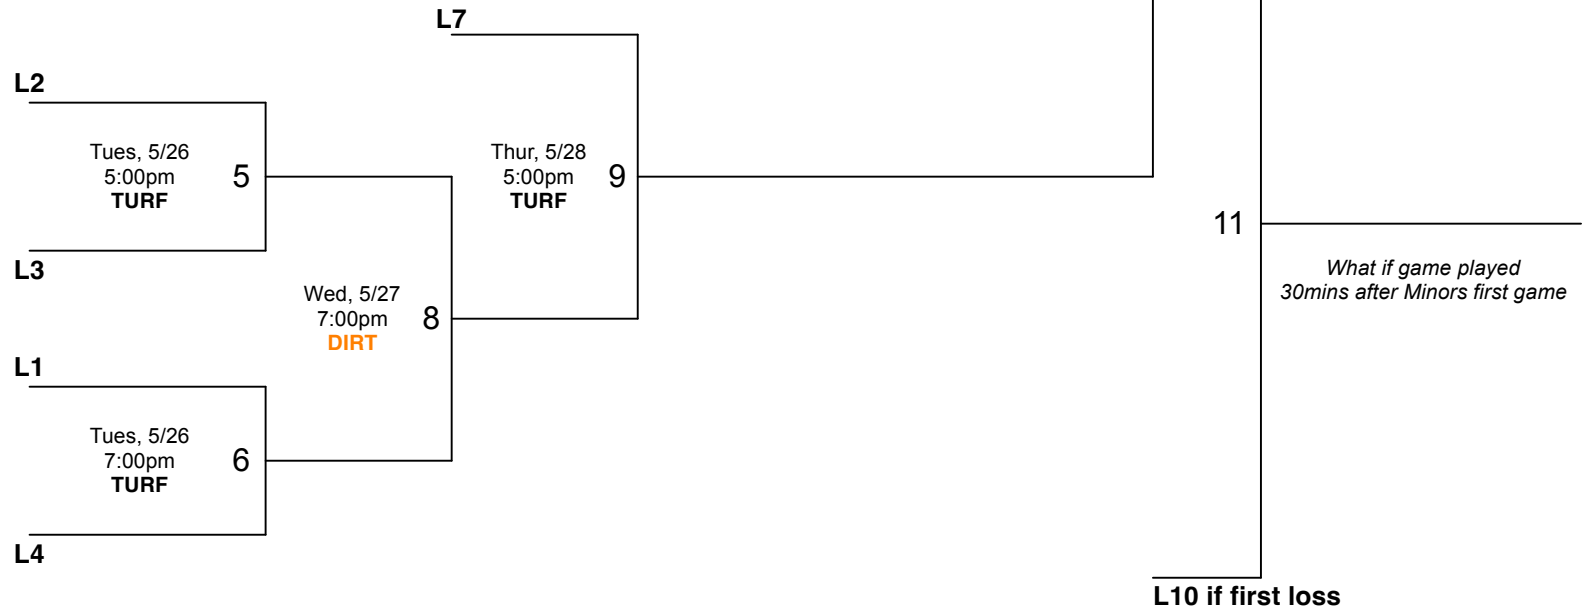 L7
L2
Tues, 5/26
5:00pm
TURF
5
L3
Thur, 5/28
5:00pm
TURF
9
Wed, 5/27
7:00pm
DIRT
8
L1
Tues, 5/26
7:00pm
TURF
6
L4
11
What if game played
30mins after Minors first game
L10 if first loss